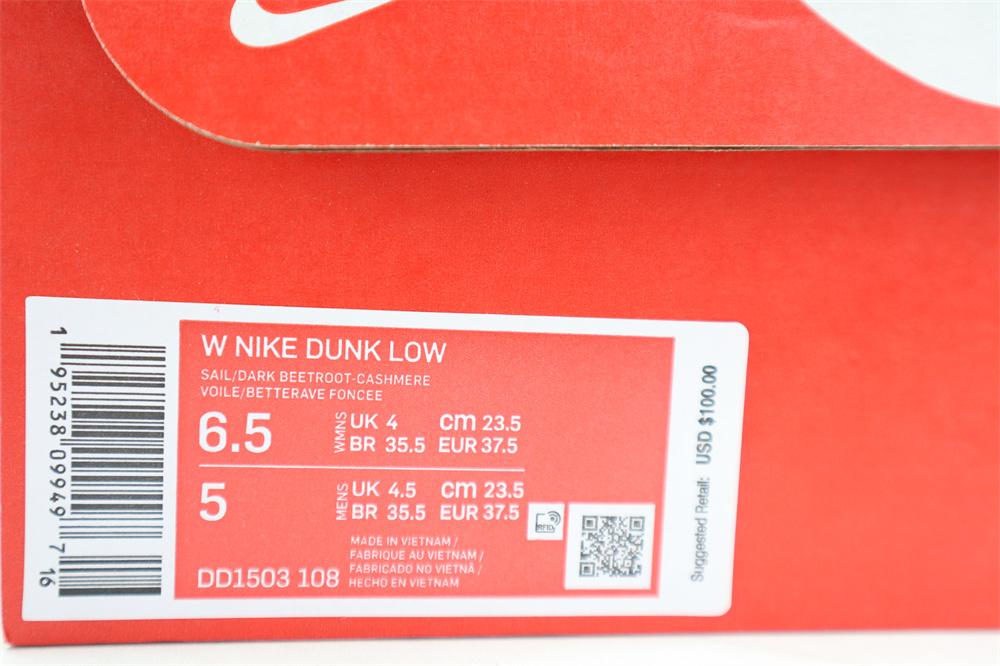 W NIKE DUNK LOW
SAIL/DARK BEETROOT-CASHMERE
VOILE/BETTERAVE FONCEE
6.5 WMNS UK 4 cm 23.5
BR 35.5 EUR 37.5
5 MENS UK 4.5 cm 23.5
BR 35.5 EUR 37.5
RFID
MADE IN VIETNAM /
FABRIQUE AU VIETNAM /
FABRICADO NO VIETNÃ /
DD1503 108 HECHO EN VIETNAM
1 95238 09949 7 16
Suggested Retail: USD $100.00